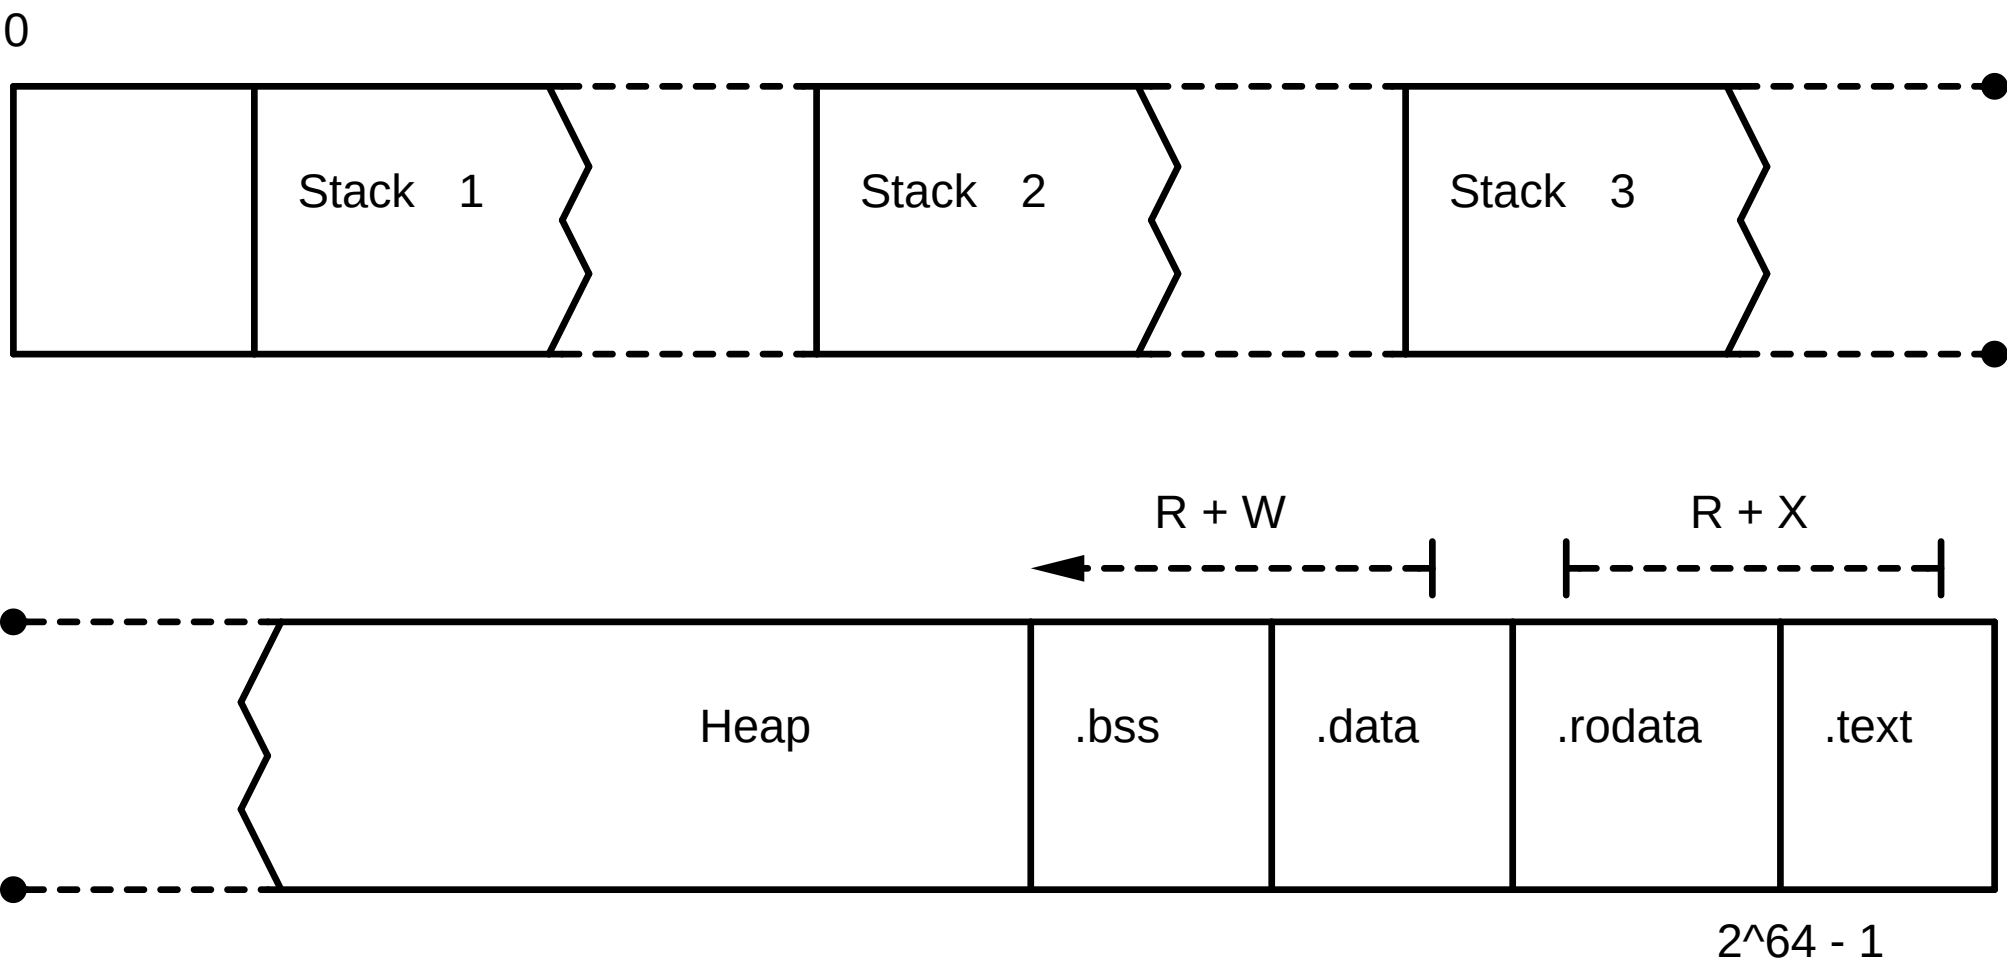 0
Stack 1
Stack 2
Stack 3
R + W
R + X
Heap
.bss
.data
.rodata
.text
2^64 - 1